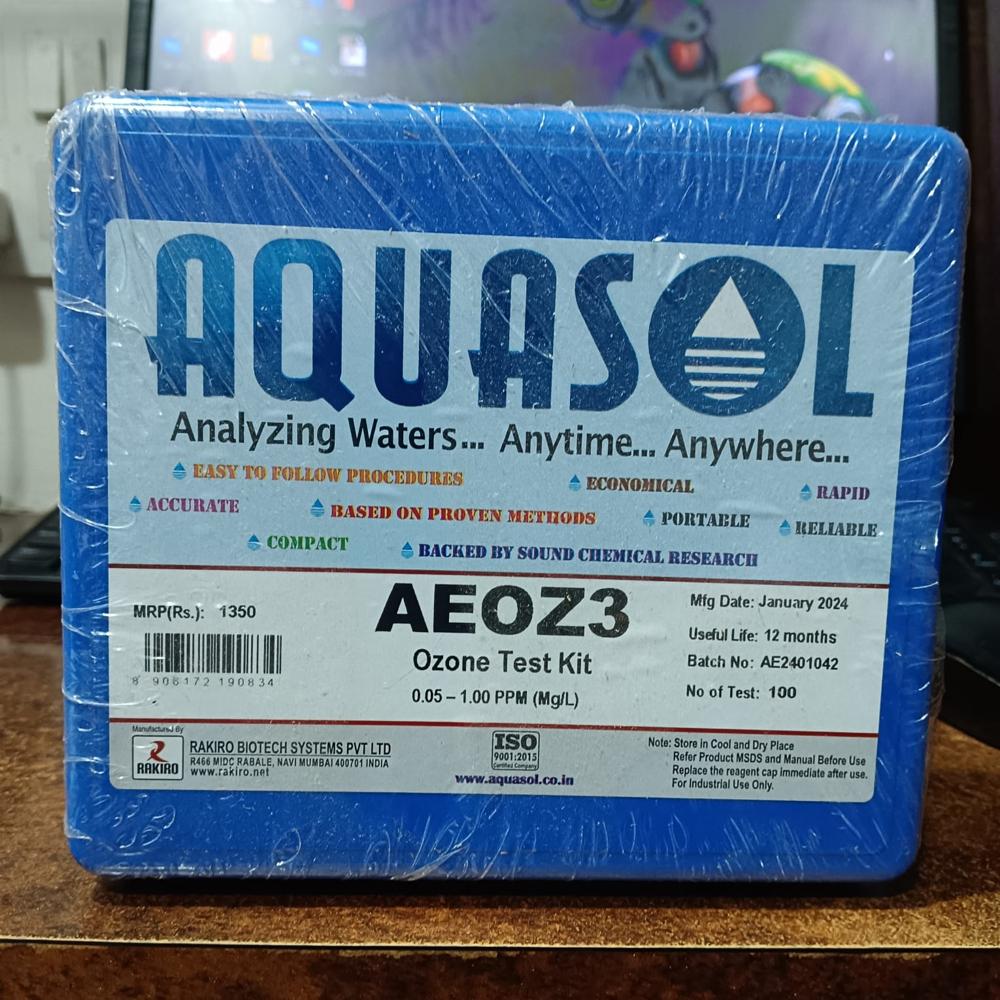 AQUASOL
Analyzing Waters... Anytime... Anywhere...
EASY TO FOLLOW PROCEDURES
ECONOMICAL
RAPID
ACCURATE
BASED ON PROVEN METHODS
PORTABLE
RELIABLE
COMPACT
BACKED BY SOUND CHEMICAL RESEARCH
MRP(Rs.): 1350
8 906172 190834
AEOZ3
Ozone Test Kit
0.05 – 1.00 PPM (Mg/L)
Mfg Date: January 2024
Useful Life: 12 months
Batch No: AE2401042
No of Test: 100
Manufactured By
RAKIRO
RAKIRO BIOTECH SYSTEMS PVT LTD
R466 MIDC RABALE, NAVI MUMBAI 400701 INDIA
www.rakiro.net
ISO
9001:2015
Certified Company
www.aquasol.co.in
Note: Store in Cool and Dry Place
Refer Product MSDS and Manual Before Use
Replace the reagent cap immediate after use.
For Industrial Use Only.